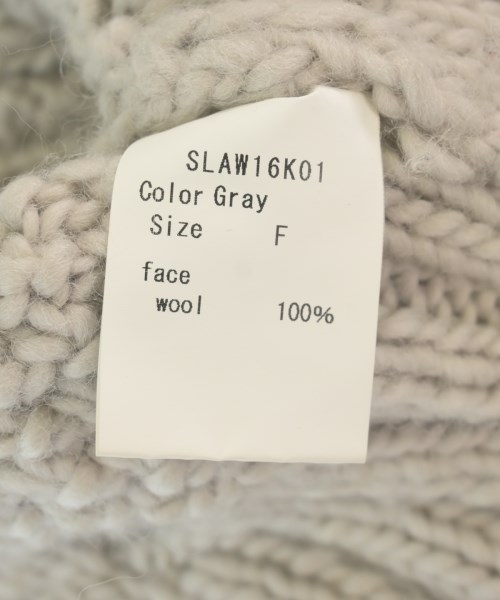 SLAW16K01
Color Gray
Size F
face
wool 100%